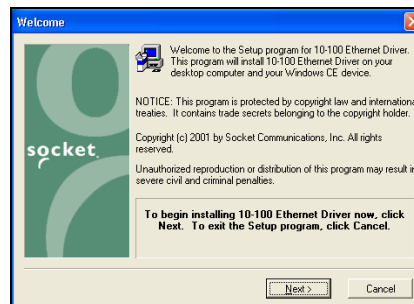 Welcome
Welcome to the Setup program for 10-100 Ethernet Driver.
This program will install 10-100 Ethernet Driver on your
desktop computer and your Windows CE device.
NOTICE: This program is protected by copyright law and internationa
treaties. It contains trade secrets belonging to the copyright holder.
socket
Copyright (c) 2001 by Socket Communications, Inc. All rights
reserved.
Unauthorized reproduction or distribution of this program may result i
severe civil and criminal penalties.
To begin installing 10-100 Ethernet Driver now, click
Next. To exit the Setup program, click Cancel.
Next >
Cancel